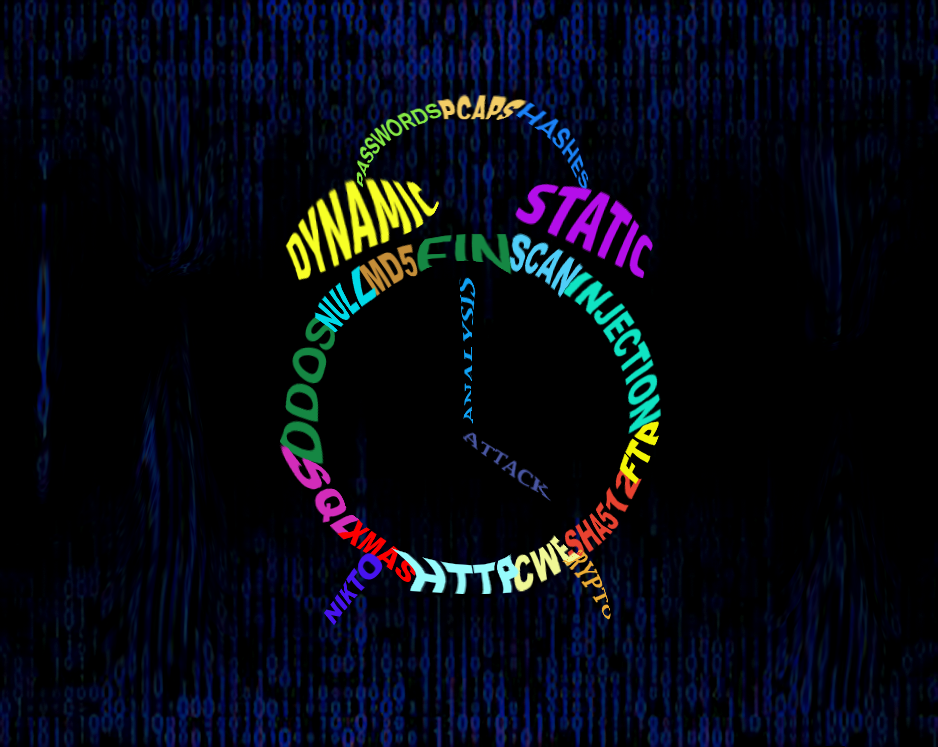 PASSWORDS
PCAPS
HASHES
DYNAMIC
STATIC
NULL
MD5
FIN
SCAN
INJECTION
ANALYSIS
DDOS
FTP
ATTACK
SQL
SHA512
XMAS
HTTP
CWE
NIKTO
CRYPTO